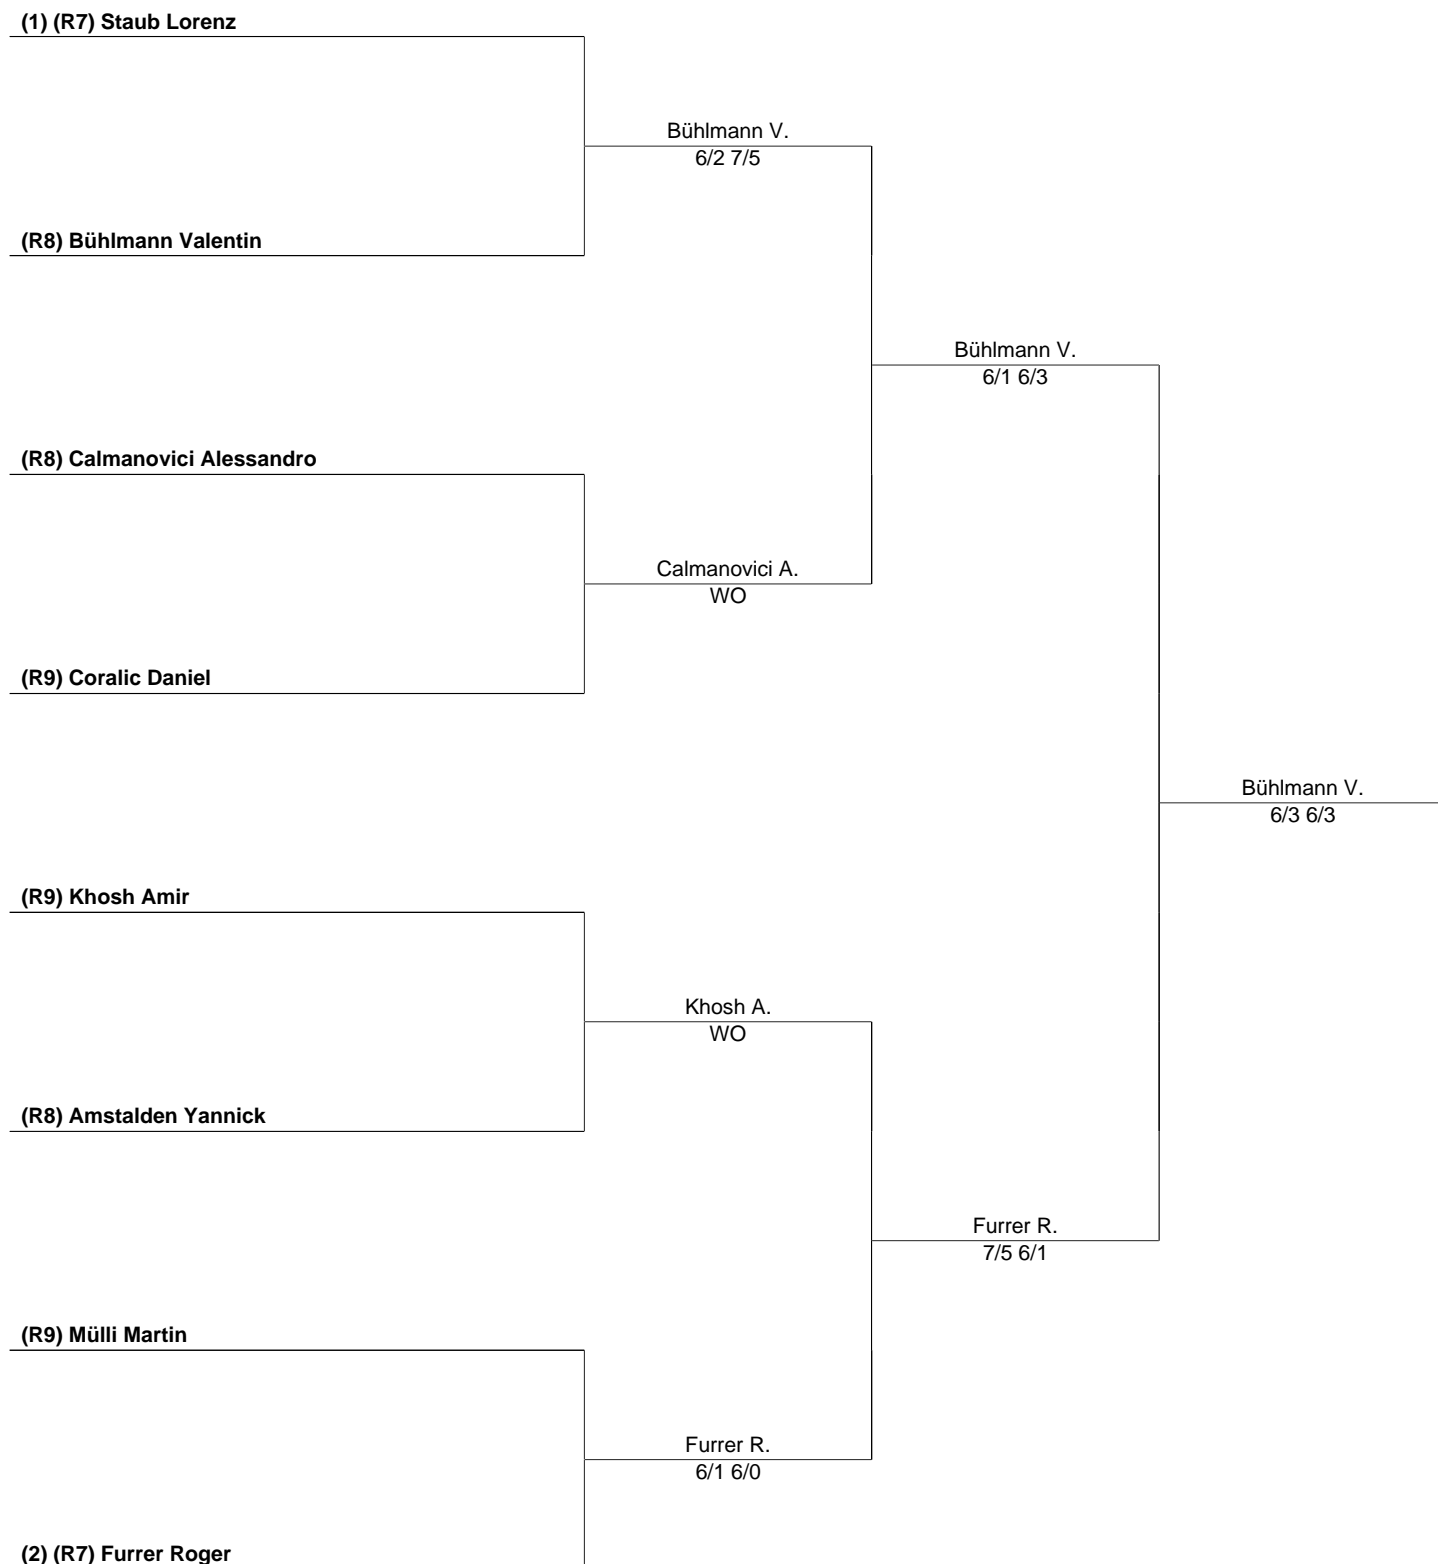 (1) (R7) Staub Lorenz
Bühlmann V.
6/2 7/5
(R8) Bühlmann Valentin
Bühlmann V.
6/1 6/3
(R8) Calmanovici Alessandro
Calmanovici A.
WO
(R9) Coralic Daniel
Bühlmann V.
6/3 6/3
(R9) Khosh Amir
Khosh A.
WO
(R8) Amstalden Yannick
Furrer R.
7/5 6/1
(R9) Mülli Martin
Furrer R.
6/1 6/0
(2) (R7) Furrer Roger